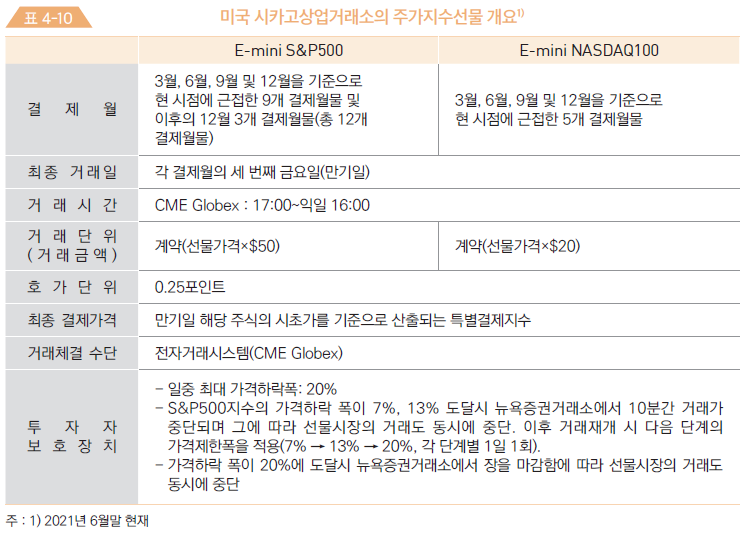 표 4-10
미국 시카고상업거래소의 주가지수선물 개요1)
E-mini S&P500
E-mini NASDAQ100
결 제 월
3월, 6월, 9월 및 12월을 기준으로
현 시점에 근접한 9개 결제월물 및
이후의 12월 3개 결제월물(총 12개
결제월물)
3월, 6월, 9월 및 12월을 기준으로
현 시점에 근접한 5개 결제월물
최종 거래일
각 결제월의 세 번째 금요일(만기일)
거 래 시 간
CME Globex : 17:00~익일 16:00
거 래 단 위
(거래금액)
계약(선물가격×$50)
계약(선물가격×$20)
호 가 단 위
0.25포인트
최종 결제가격
만기일 해당 주식의 시초가를 기준으로 산출되는 특별결제지수
거래체결 수단
전자거래시스템(CME Globex)
투 자 자
보 호 장 치
– 일중 최대 가격하락폭: 20%
– S&P500지수의 가격하락 폭이 7%, 13% 도달시 뉴욕증권거래소에서 10분간 거래가
중단되며 그에 따라 선물시장의 거래도 동시에 중단. 이후 거래재개 시 다음 단계의
가격제한폭을 적용(7% → 13% → 20%, 각 단계별 1일 1회).
– 가격하락 폭이 20%에 도달시 뉴욕증권거래소에서 장을 마감함에 따라 선물시장의 거래도
동시에 중단
주 : 1) 2021년 6월말 현재